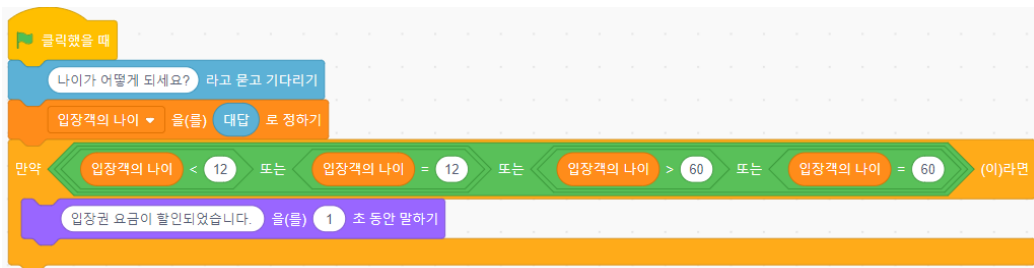 클릭했을 때
나이가 어떻게 되세요? 라고 묻고 기다리기
입장객의 나이 을(를) 대답 로 정하기
만약 입장객의 나이 < 12 또는 입장객의 나이 = 12 또는 입장객의 나이 > 60 또는 입장객의 나이 = 60 (이)라면
입장권 요금이 할인되었습니다. 을(를) 1 초 동안 말하기